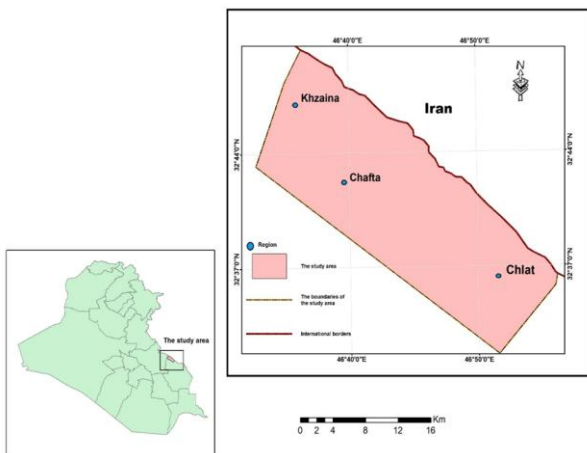 46°40'0"E
46°50'0"E
N
Khzaina
Iran
32°44'0"N
32°44'0"N
Chafta
Region
The study area
Chlat
32°37'0"N
32°37'0"N
The boundaries of
the study area
International borders
46°40'0"E
46°50'0"E
The study area
Km
0 2 4 8 12 16